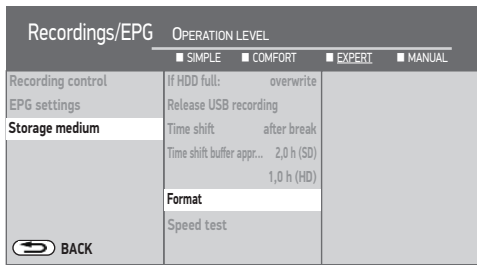 Recordings/EPG OPERATION LEVEL
SIMPLE COMFORT EXPERT MANUAL
Recording control
EPG settings
Storage medium
If HDD full: overwrite
Release USB recording
Time shift after break
Time shift buffer appr... 2,0 h (SD)
1,0 h (HD)
Format
Speed test
BACK